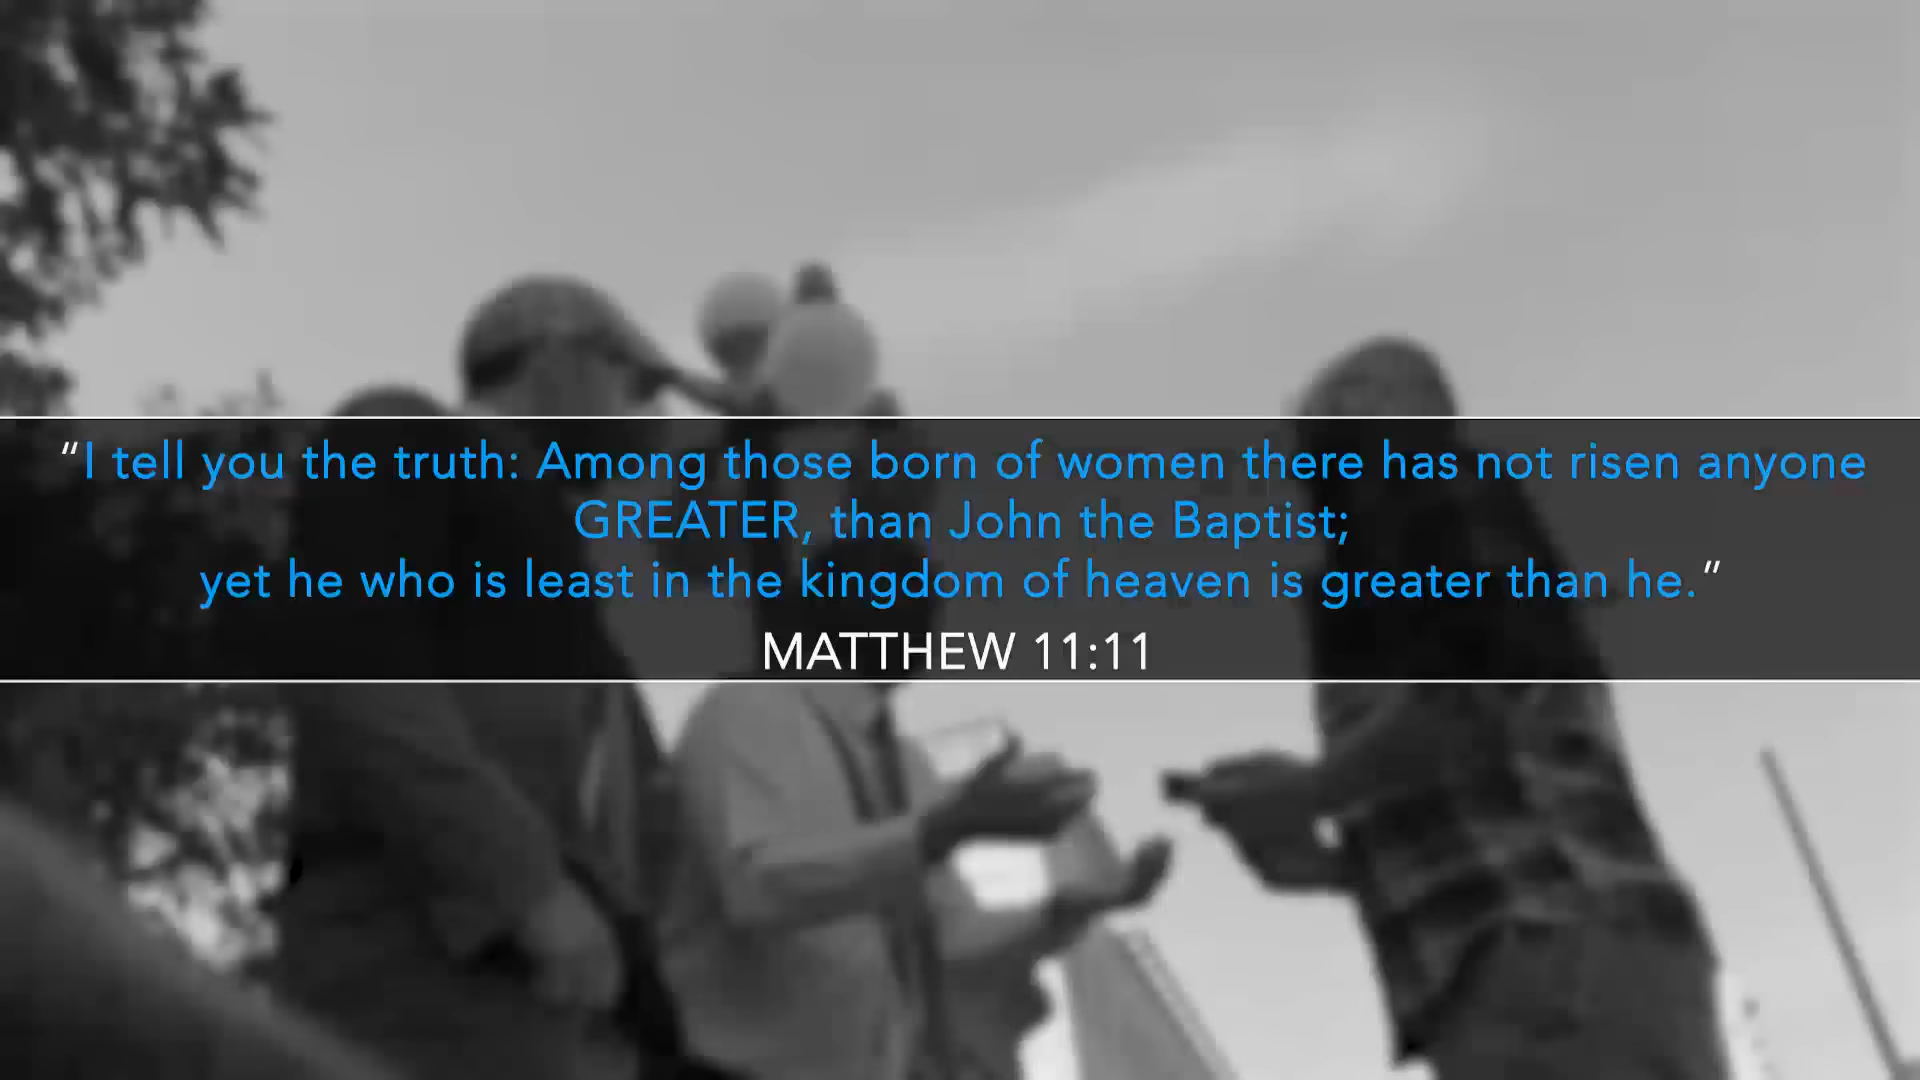 “I tell you the truth: Among those born of women there has not risen anyone
GREATER, than John the Baptist;
yet he who is least in the kingdom of heaven is greater than he.”
MATTHEW 11:11